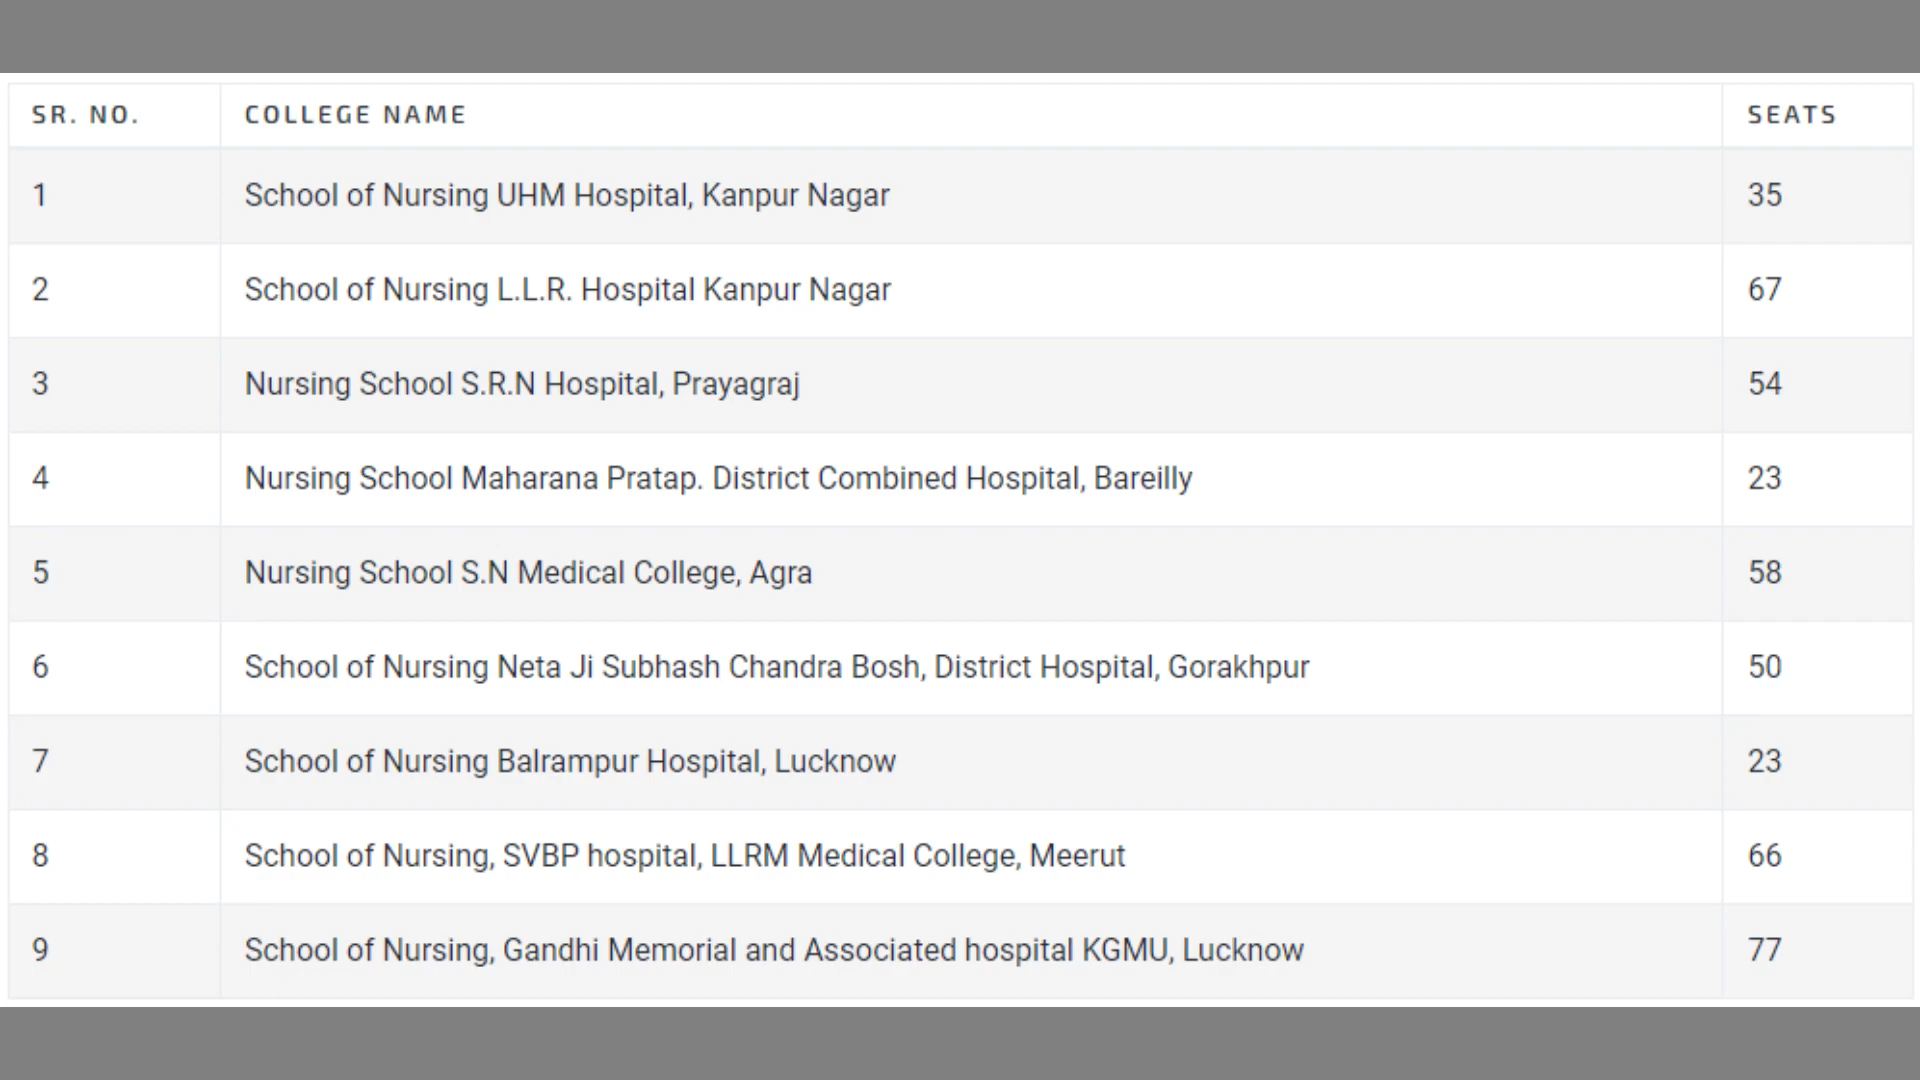 SR. NO. COLLEGE NAME SEATS
1 School of Nursing UHM Hospital, Kanpur Nagar 35
2 School of Nursing L.L.R. Hospital Kanpur Nagar 67
3 Nursing School S.R.N Hospital, Prayagraj 54
4 Nursing School Maharana Pratap. District Combined Hospital, Bareilly 23
5 Nursing School S.N Medical College, Agra 58
6 School of Nursing Neta Ji Subhash Chandra Bosh, District Hospital, Gorakhpur 50
7 School of Nursing Balrampur Hospital, Lucknow 23
8 School of Nursing, SVBP hospital, LLRM Medical College, Meerut 66
9 School of Nursing, Gandhi Memorial and Associated hospital KGMU, Lucknow 77